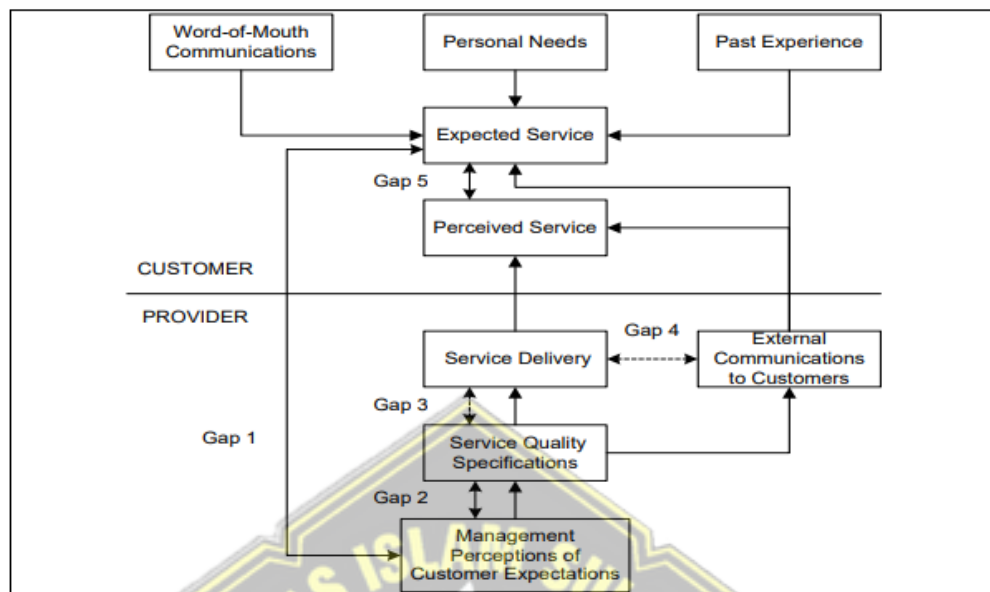 Word-of-Mouth
Communications
Personal Needs
Past Experience
Expected Service
Gap 5
Perceived Service
CUSTOMER
PROVIDER
Gap 4
Service Delivery
External
Communications
to Customers
Gap 3
Gap 1
Service Quality
Specifications
Gap 2
Management
Perceptions of
Customer Expectations
ISLAM